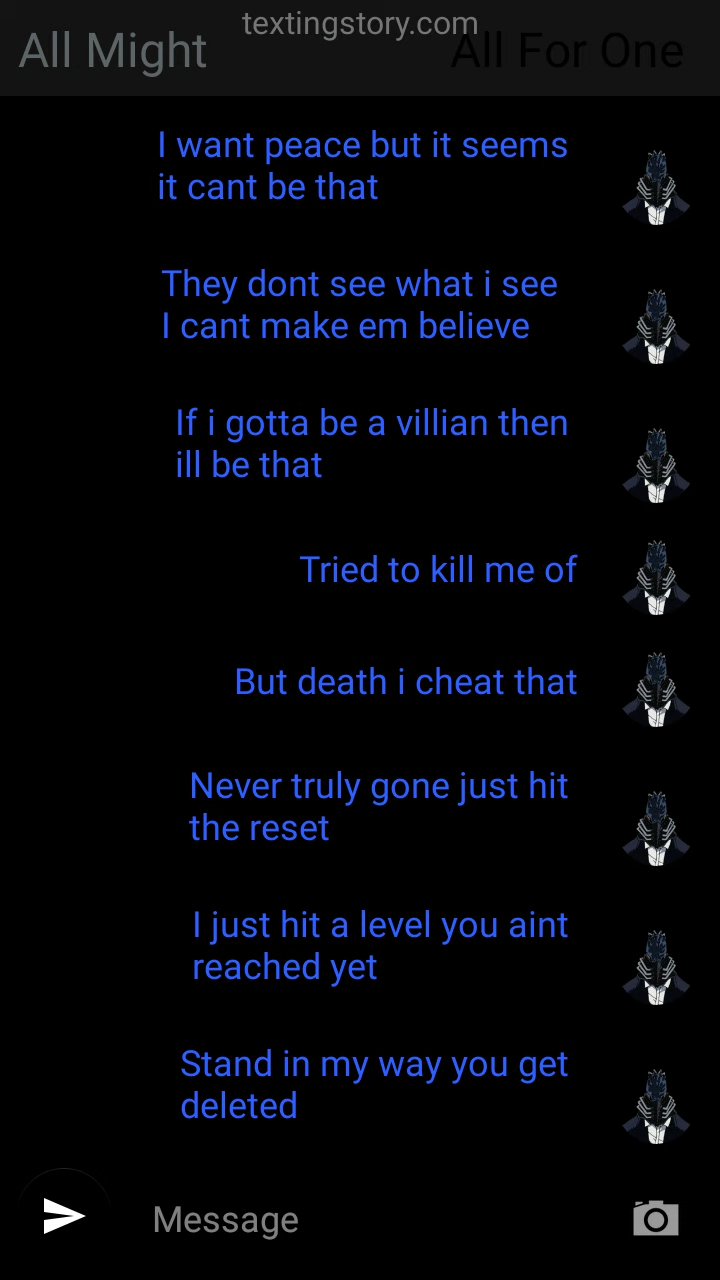 textingstory.com
All Might
All For One
I want peace but it seems
it cant be that
They dont see what i see
I cant make em believe
If i gotta be a villian then
ill be that
Tried to kill me of
But death i cheat that
Never truly gone just hit
the reset
I just hit a level you aint
reached yet
Stand in my way you get
deleted
Message